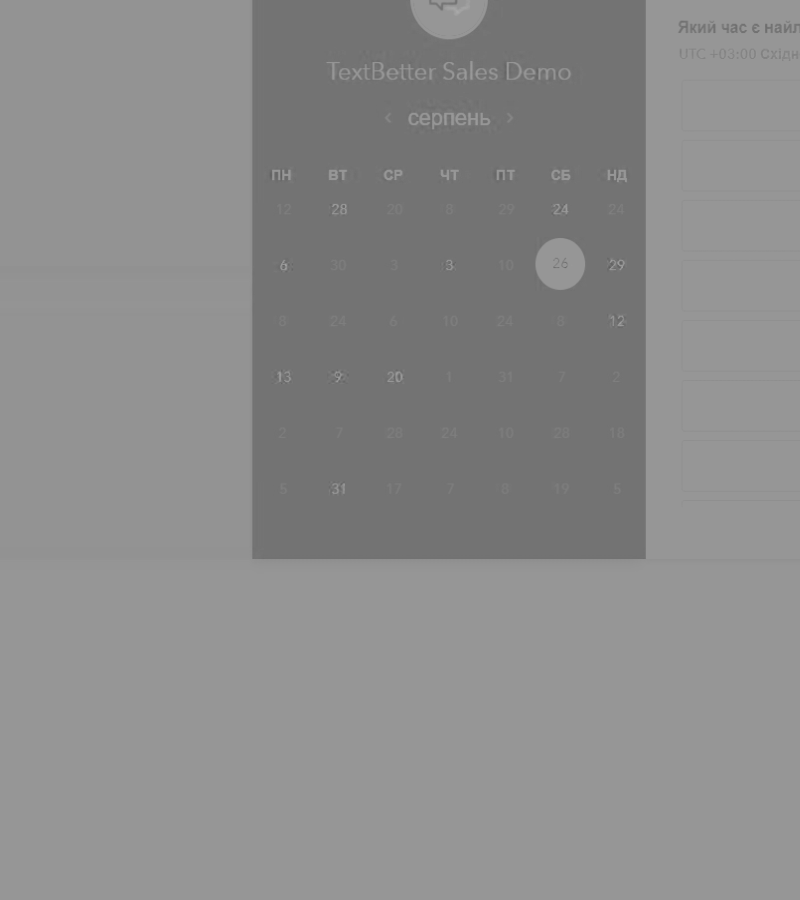 Який час є
UTC +03:00
TextBetter Sales Demo
‹ серпень ›
ПН ВТ СР ЧТ ПТ СБ НД
12 28 20 8 29 24 24
6 30 3 3 10 26 29
8 24 6 10 24 8 12
13 9 20 1 31 7 2
2 7 28 24 10 28 18
5 31 17 7 8 19 5